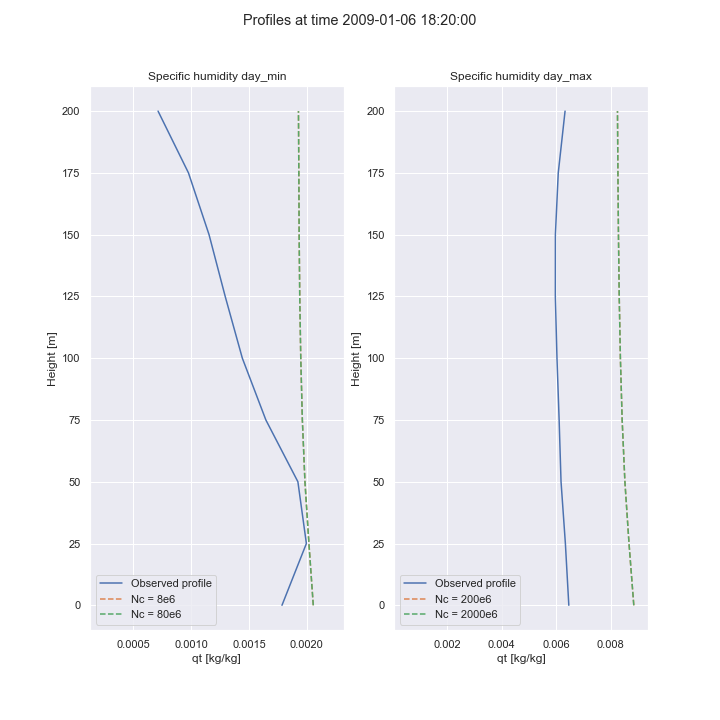 Profiles at time 2009-01-06 18:20:00
Specific humidity day_min
200
175
150
125
100
75
50
25
0
Height [m]
Observed profile
Nc = 8e6
Nc = 80e6
0.0005 0.0010 0.0015 0.0020
qt [kg/kg]
Specific humidity day_max
200
175
150
125
100
75
50
25
0
Height [m]
Observed profile
Nc = 200e6
Nc = 2000e6
0.002 0.004 0.006 0.008
qt [kg/kg]